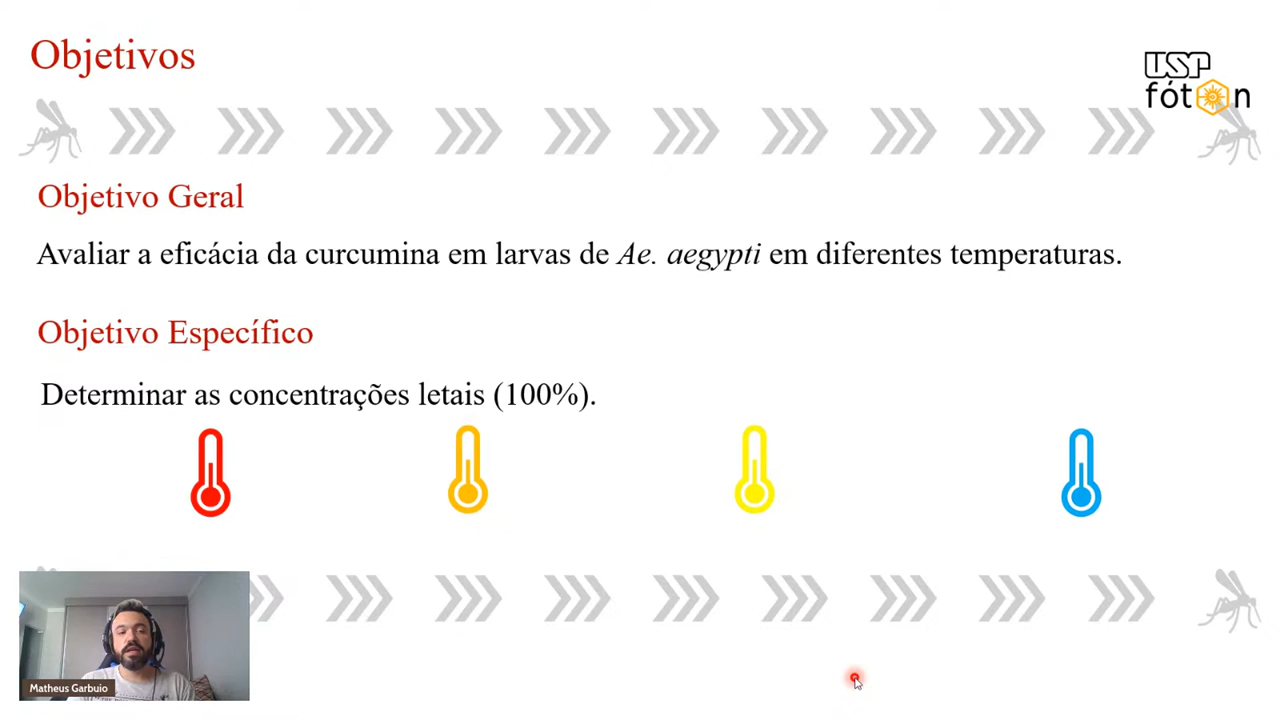 Objetivos
USP
fóton
Objetivo Geral
Avaliar a eficácia da curcumina em larvas de Ae. aegypti em diferentes temperaturas.
Objetivo Específico
Determinar as concentrações letais (100%).
Matheus Garbuio